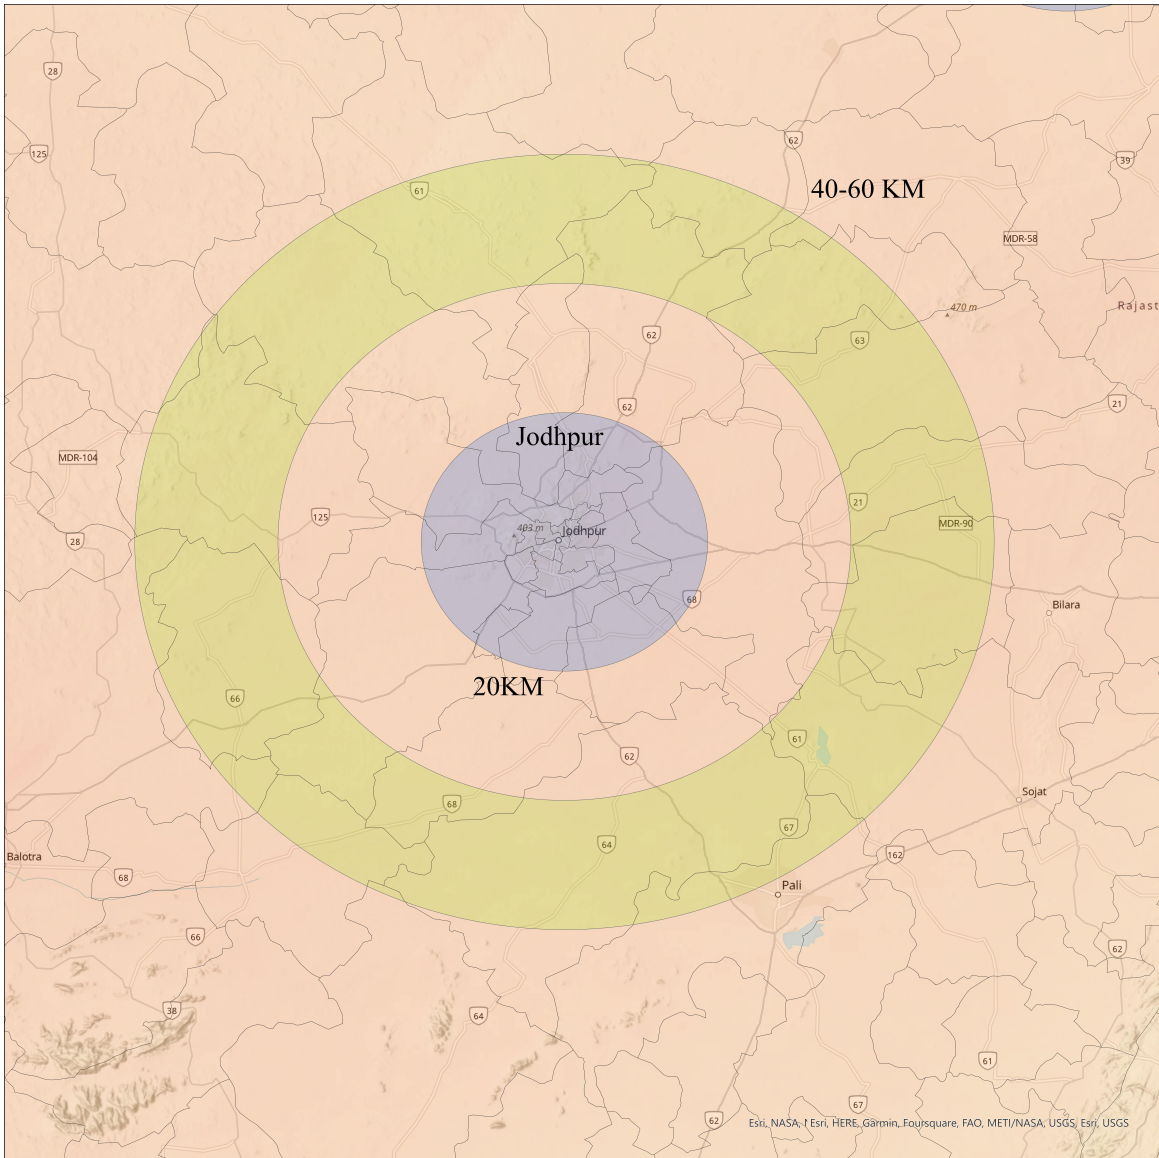 28
62
125
39
61
40-60 KM
MDR-58
470 m
Rajast
62
63
62
21
Jodhpur
MDR-104
21
125
MDR-90
403 m
Jodhpur
28
68
Bilara
20KM
66
61
62
Sojat
68
64
67
162
Balotra
68
Pali
66
62
38
64
61
67
62
Esri, NASA, Esri, HERE, Garmin, Foursquare, FAO, METI/NASA, USGS, Esri, USGS